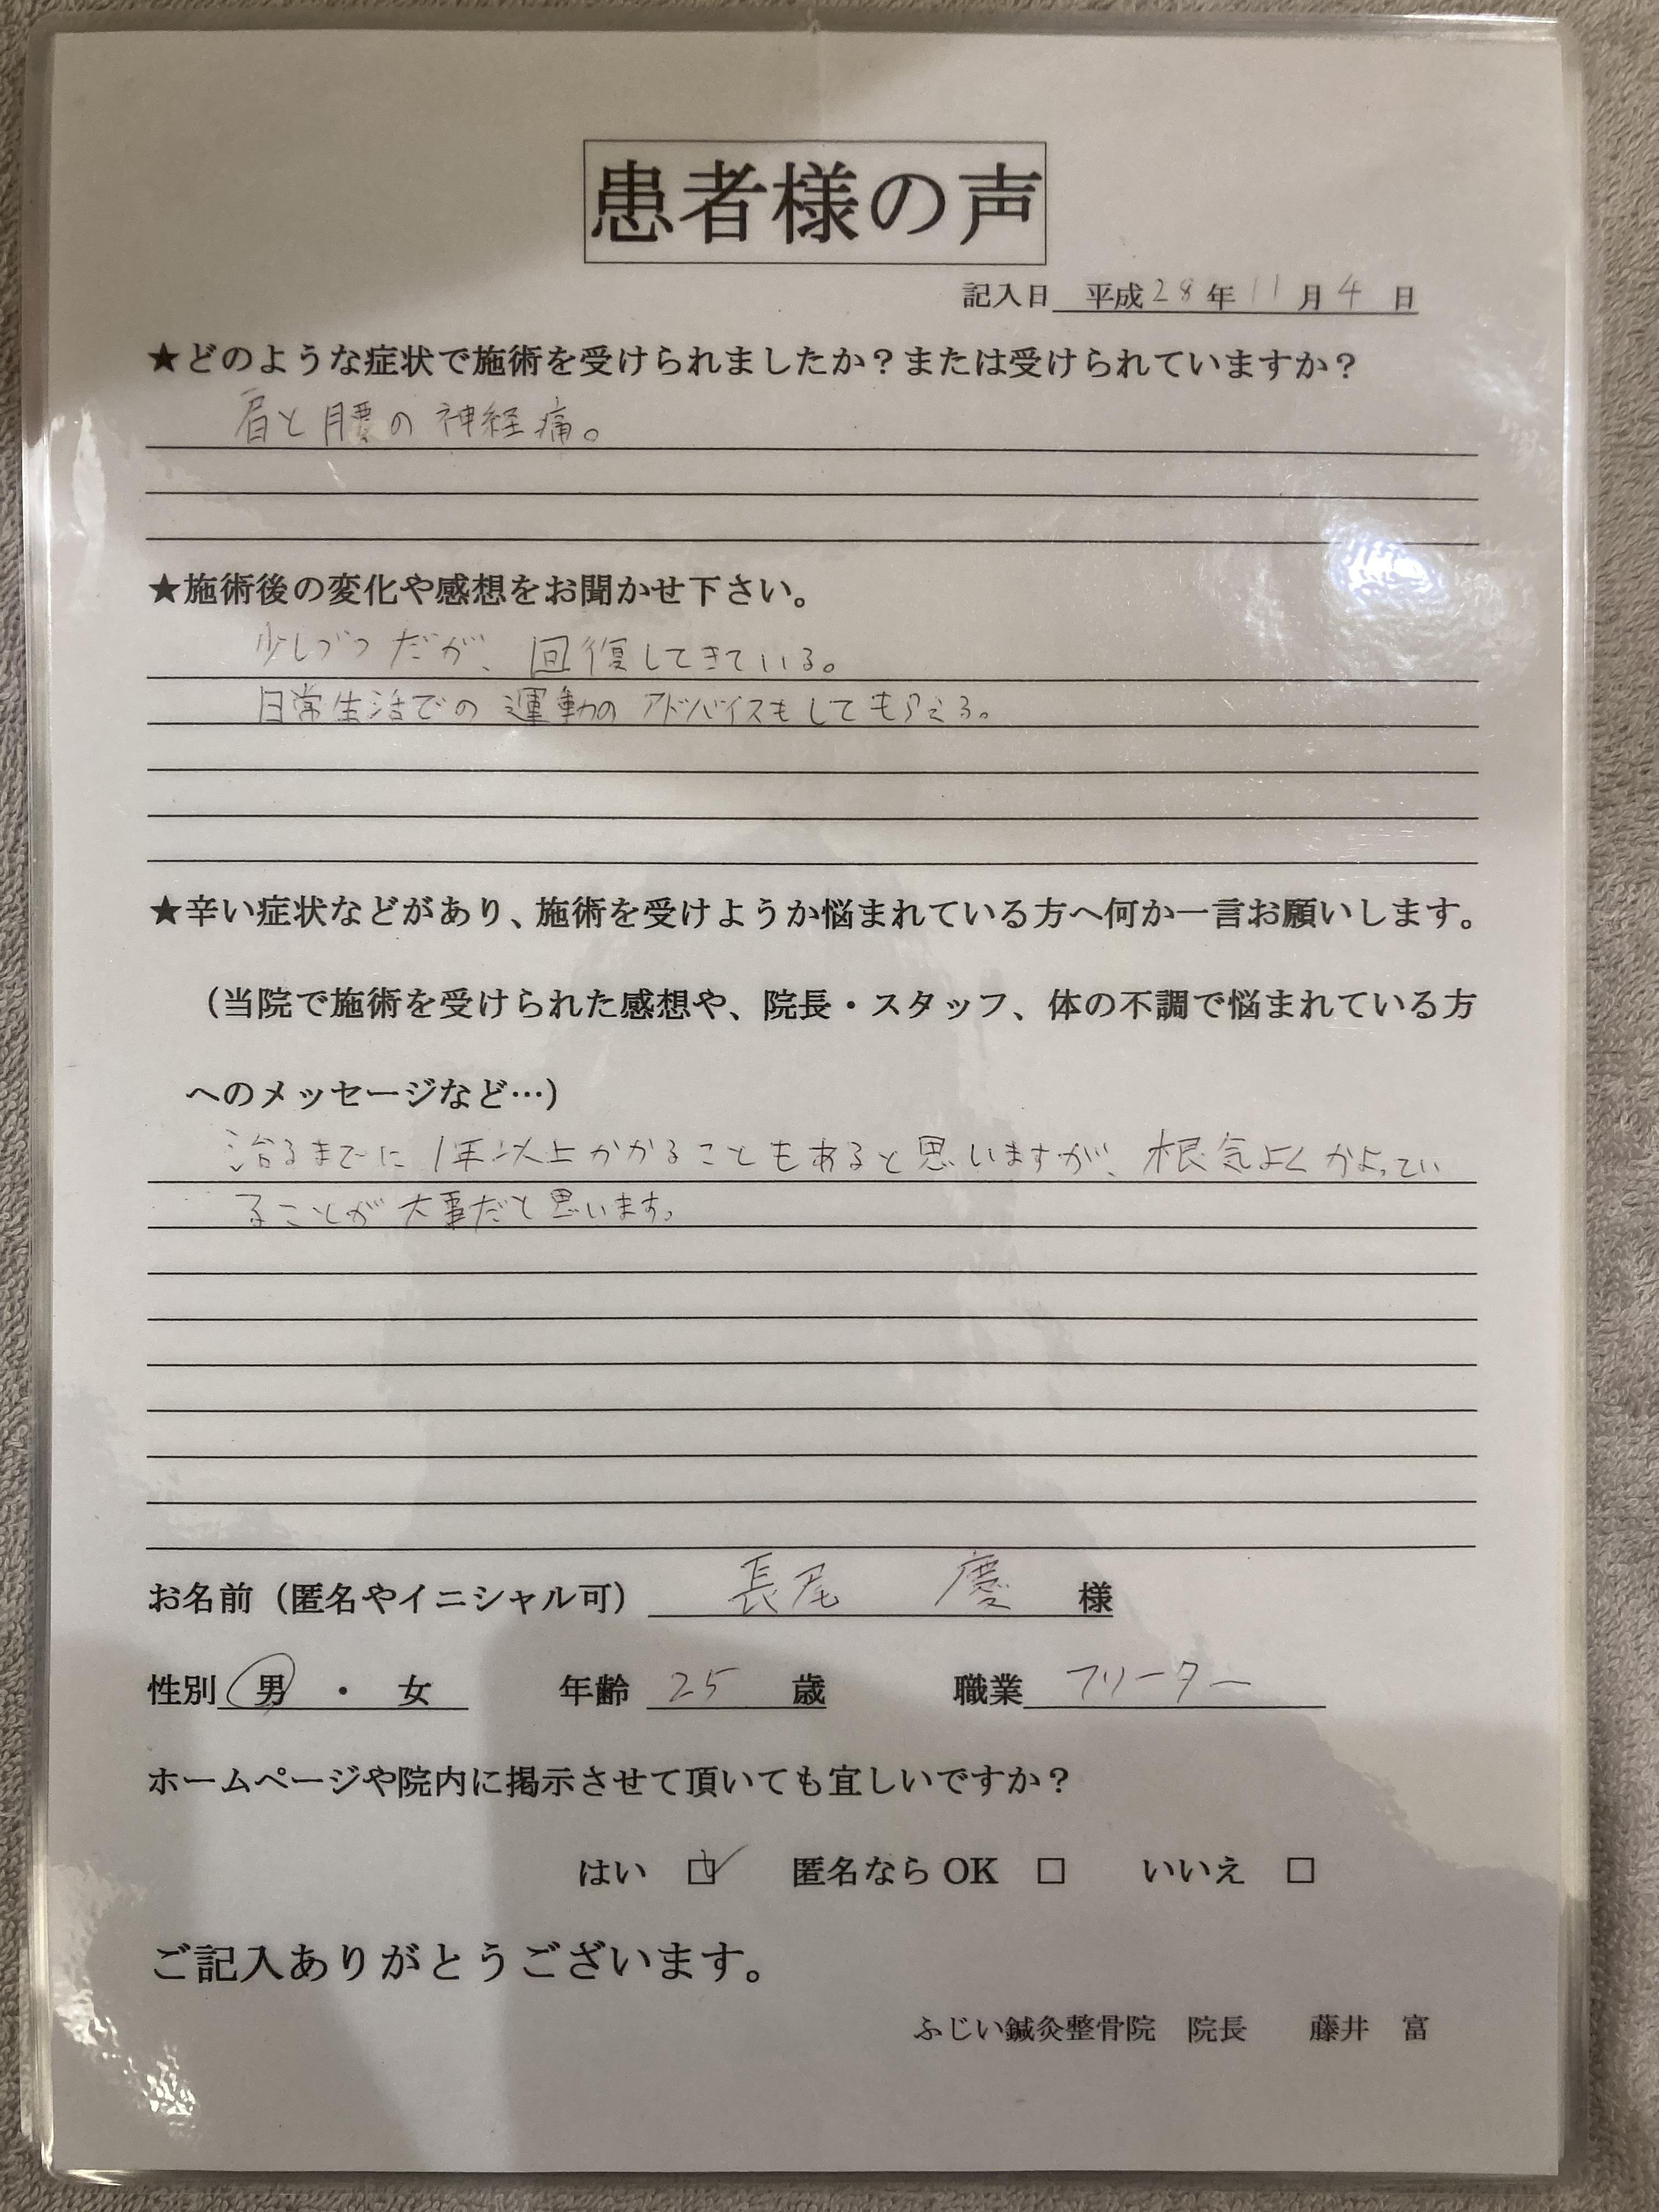 患者様の声
記入日 平成28年11月4日
★どのような症状で施術を受けられましたか？または受けられていますか？
肩と腰の神経痛。
★施術後の変化や感想をお聞かせ下さい。
少しづつだが、回復してきている。
日常生活での運動のアドバイスもしてもらえる。
★辛い症状などがあり、施術を受けようか悩まれている方へ何か一言お願いします。
（当院で施術を受けられた感想や、院長・スタッフ、体の不調で悩まれている方
へのメッセージなど…）
治るまでに1年以上かかることもあると思いますが、根気よくかよってい
ることが大事だと思います。
お名前（匿名やイニシャル可） 長尾 慶 様
性別 男 ・ 女 年齢 25 歳 職業 フリーター
ホームページや院内に掲示させて頂いても宜しいですか？
はい ☑ 匿名ならOK □ いいえ □
ご記入ありがとうございます。
ふじい鍼灸整骨院 院長 藤井 富